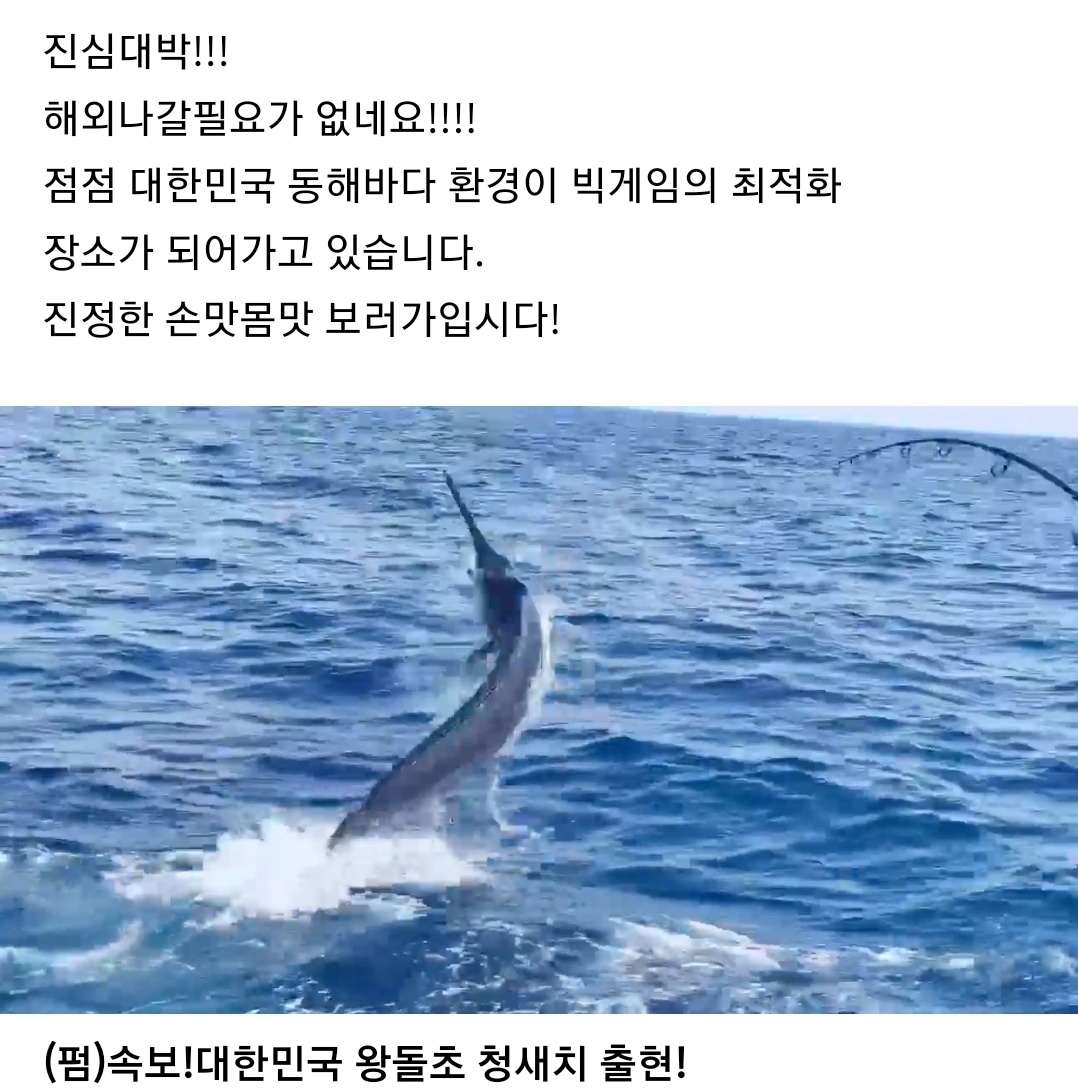 진심대박!!!
해외나갈필요가 없네요!!!!
점점 대한민국 동해바다 환경이 빅게임의 최적화
장소가 되어가고 있습니다.
진정한 손맛몸맛 보러가입시다!
(펌)속보!대한민국 왕돌초 청새치 출현!